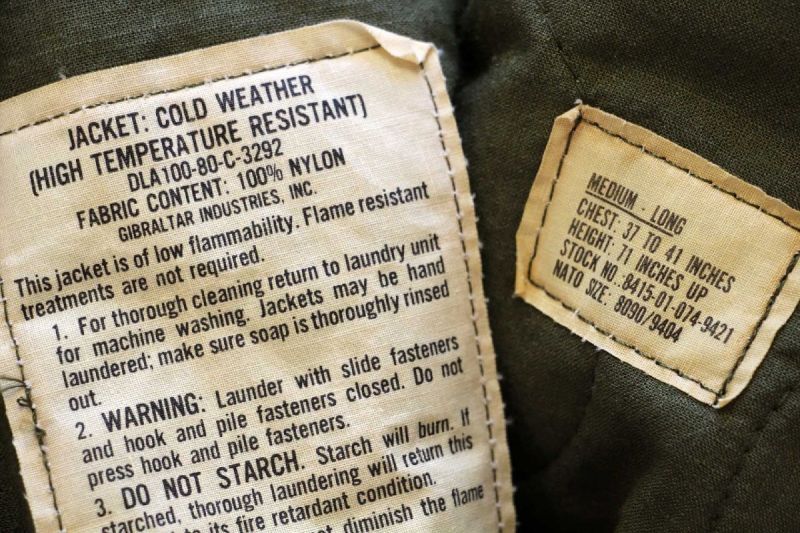 JACKET: COLD WEATHER
(HIGH TEMPERATURE RESISTANT)
DLA100-80-C-3292
FABRIC CONTENT: 100% NYLON
GIBRALTAR INDUSTRIES, INC.
This jacket is of low flammability. Flame resistant
treatments are not required.
1. For thorough cleaning return to laundry unit
for machine washing. Jackets may be hand
laundered; make sure soap is thoroughly rinsed
out.
2. WARNING: Launder with slide fasteners
and hook and pile fasteners closed. Do not
press hook and pile fasteners.
3. DO NOT STARCH. Starch will burn. If
starched, thorough laundering will return this
to its fire retardant condition.
diminish the flame
MEDIUM - LONG
CHEST: 37 TO 41 INCHES
HEIGHT: 71 INCHES UP
STOCK NO.:8415-01-074-9421
NATO SIZE: 8090/9404